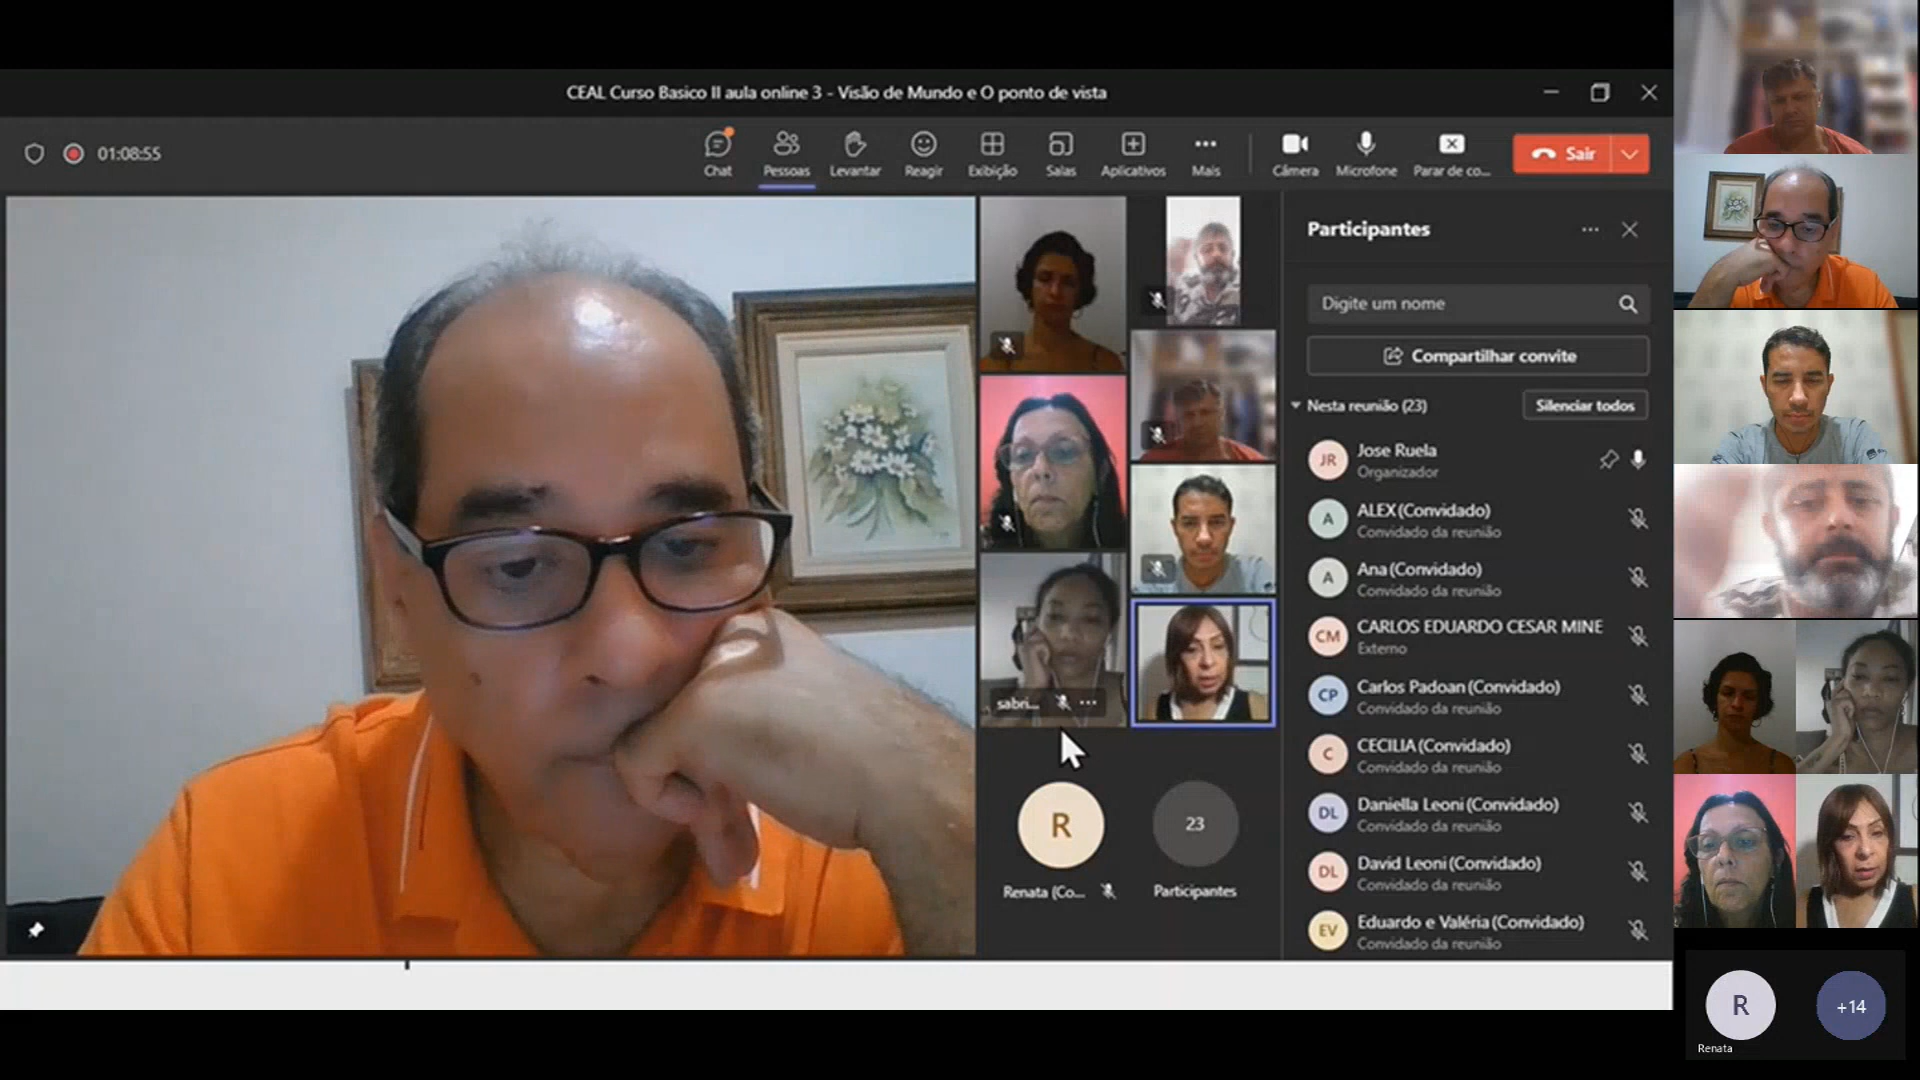 CEAL Curso Basico II aula online 3 - Visão de Mundo e O ponto de vista
01:08:55
Chat
Pessoas
Levantar
Reagir
Exibição
Salas
Aplicativos
Mais
Câmera
Microfone
Parar de co...
Sair
Participantes
Digite um nome
Compartilhar convite
Nesta reunião (23)
Silenciar todos
JR
Jose Ruela
Organizador
A
ALEX (Convidado)
Convidado da reunião
A
Ana (Convidado)
Convidado da reunião
CM
CARLOS EDUARDO CESAR MINE
Externo
CP
Carlos Padoan (Convidado)
Convidado da reunião
C
CECILIA (Convidado)
Convidado da reunião
DL
Daniella Leoni (Convidado)
Convidado da reunião
DL
David Leoni (Convidado)
Convidado da reunião
EV
Eduardo e Valéria (Convidado)
Convidado da reunião
sabri...
R
23
Renata (Co...
Participantes
R
+14
Renata